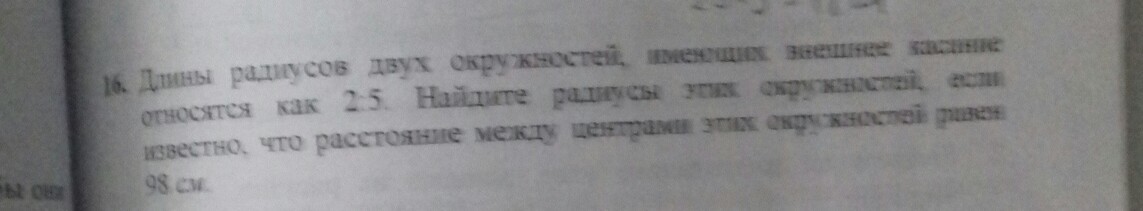 16. Длины радиусов двух окружностей, имеющих внешнее касание
относятся как 2:5. Найдите радиусы этих окружностей, если
известно, что расстояние между центрами этих окружностей равен
98 см.